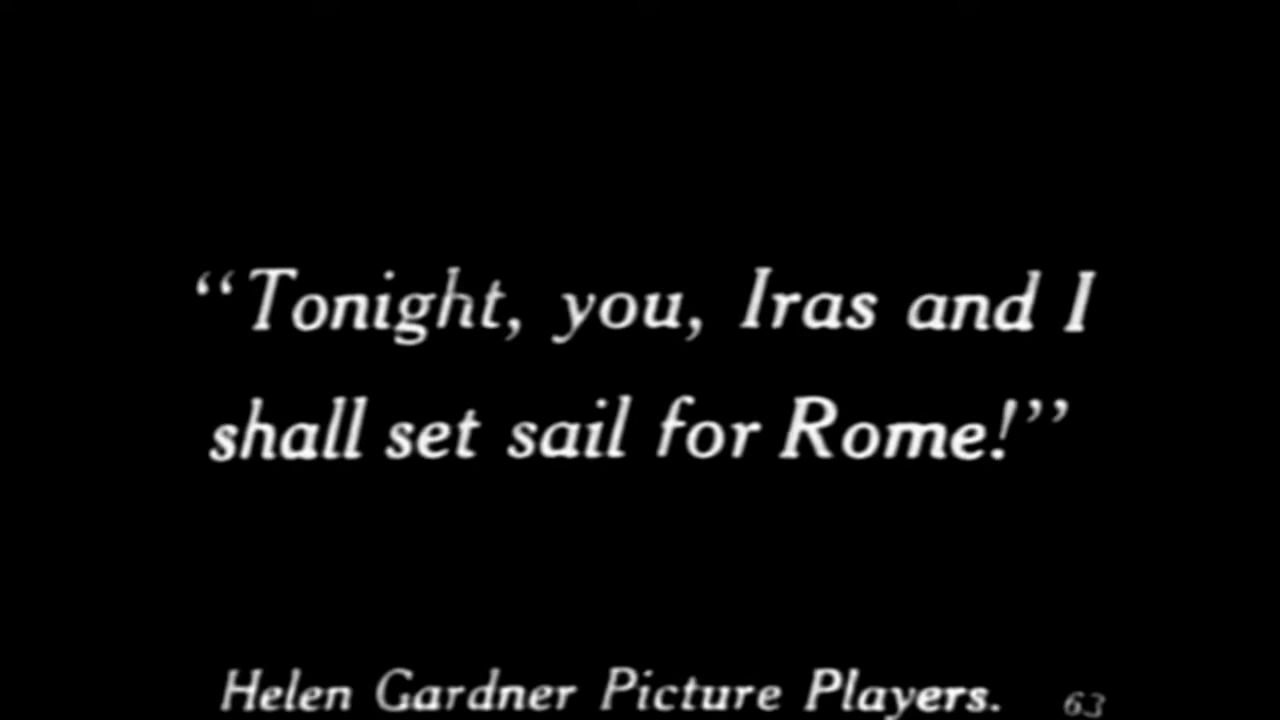 “Tonight, you, Iras and I
shall set sail for Rome!”
Helen Gardner Picture Players. 63